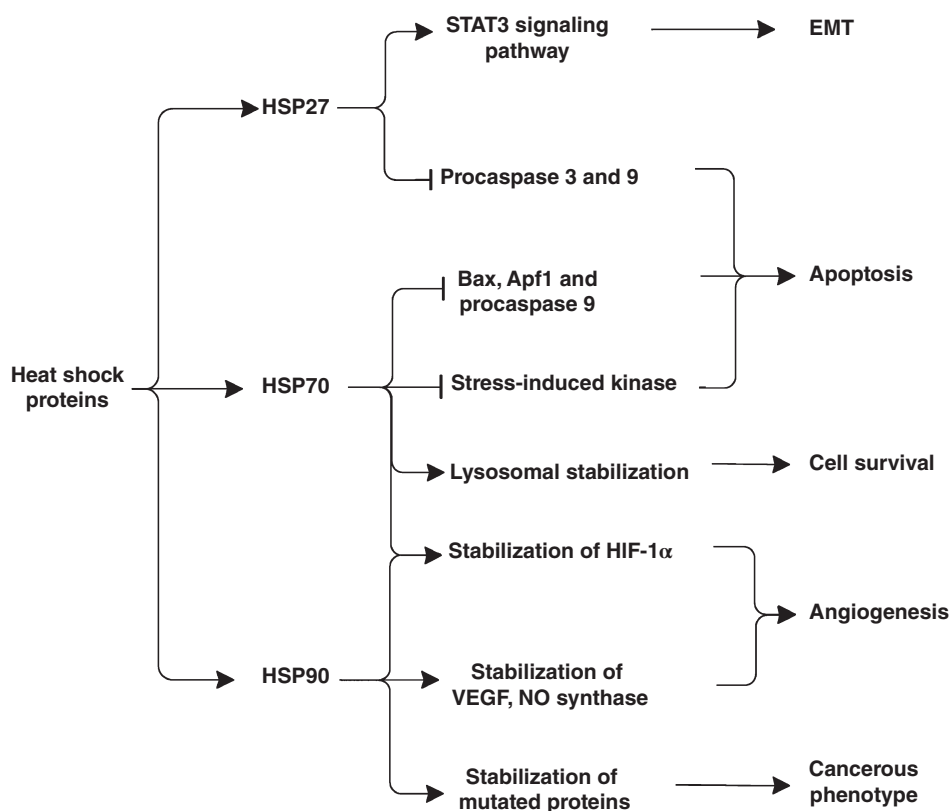 STAT3 signaling
pathway
EMT
HSP27
Procaspase 3 and 9
Bax, Apf1 and
procaspase 9
Apoptosis
Heat shock
proteins
HSP70
Stress-induced kinase
Lysosomal stabilization
Cell survival
Stabilization of HIF-1α
Angiogenesis
HSP90
Stabilization of
VEGF, NO synthase
Stabilization of
mutated proteins
Cancerous
phenotype